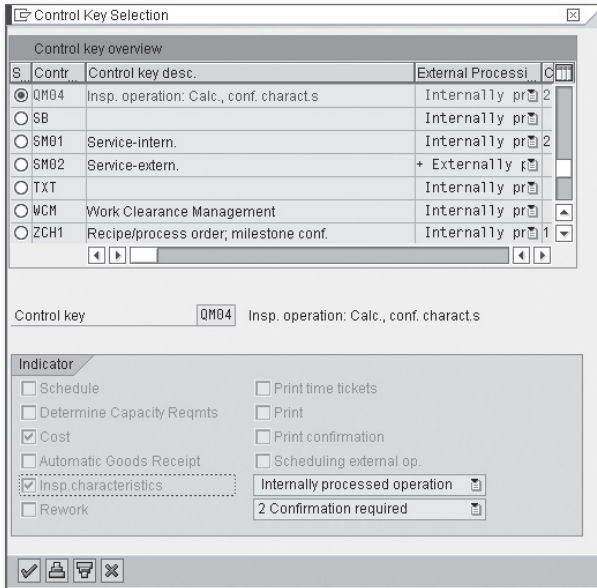 Control Key Selection
Control key overview
S.. Contr... Control key desc. External Processi... C
QM04 Insp. operation: Calc., conf. charact.s Internally pr 2
SB Internally pr
SM01 Service-intern. Internally pr 2
SM02 Service-extern. + Externally p
TXT Internally pr
WCM Work Clearance Management Internally pr
ZCH1 Recipe/process order; milestone conf. Internally pr 1
Control key QM04 Insp. operation: Calc., conf. charact.s
Indicator
Schedule Print time tickets
Determine Capacity Reqmts Print
Cost Print confirmation
Automatic Goods Receipt Scheduling external op.
Insp.characteristics Internally processed operation
Rework 2 Confirmation required